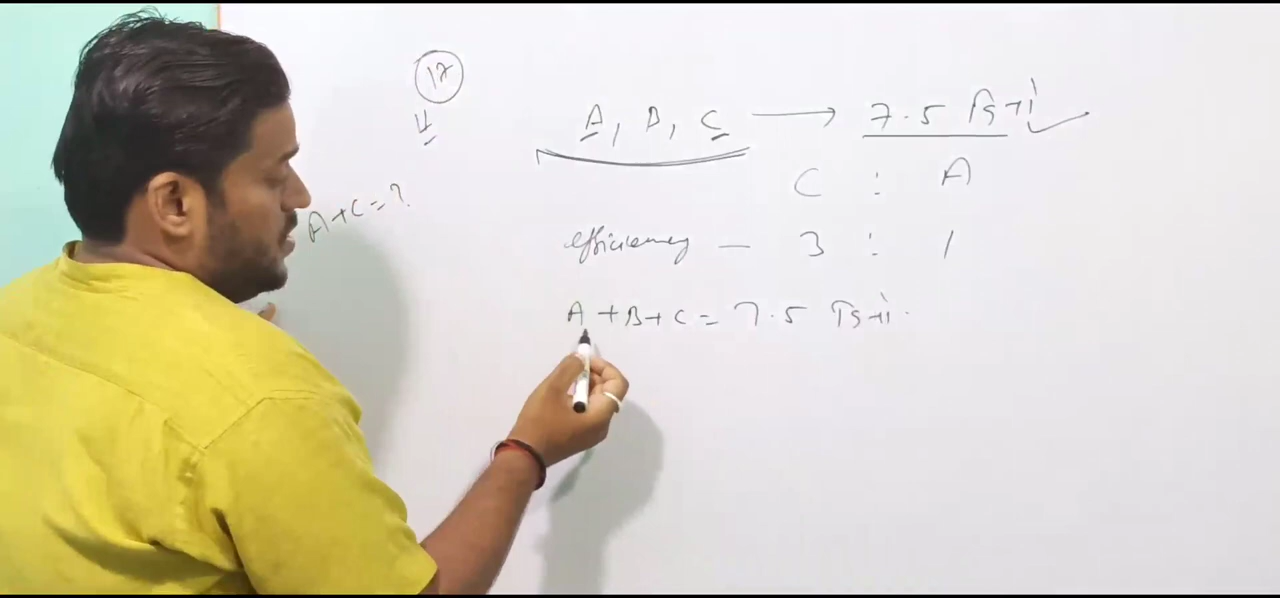 17
A, B, C → 7.5
C : A
A+C=?
efficiency – 3 : 1
A+B+C = 7.5